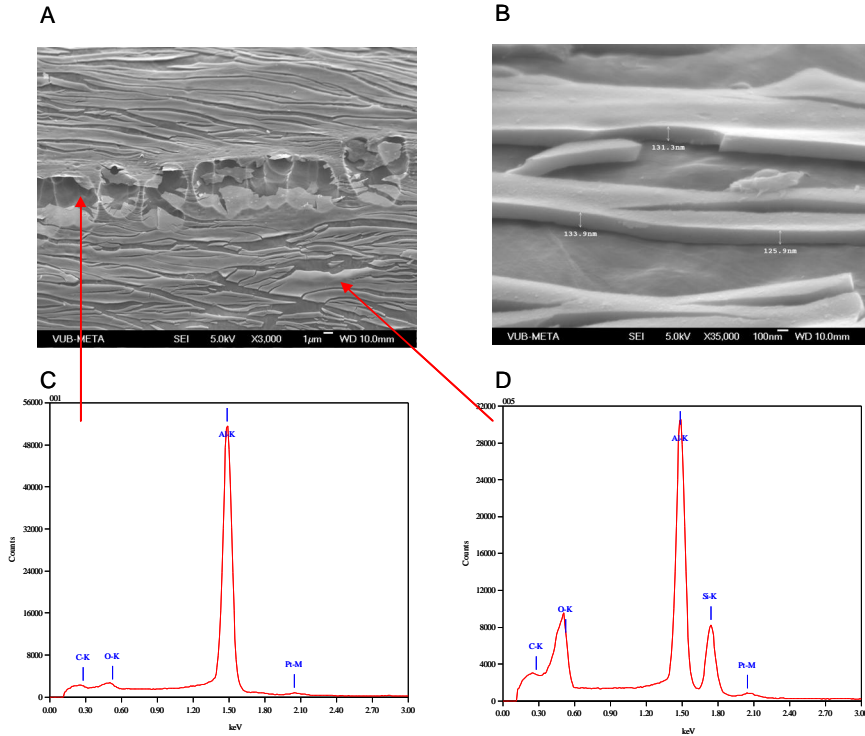 A
B
131.3nm
133.9nm
125.9nm
VUB-META SEI 5.0kV X3,000 1μm WD 10.0mm
VUB-META SEI 5.0kV X35,000 100nm WD 10.0mm
C
D
001
56000
48000
40000
32000
24000
16000
8000
0
Counts
Al-K
C-K
O-K
Pt-M
0.00 0.30 0.60 0.90 1.20 1.50 1.80 2.10 2.40 2.70 3.00
keV
005
32000
28000
24000
20000
16000
12000
8000
4000
0
Counts
Al-K
Si-K
O-K
C-K
Pt-M
0.00 0.30 0.60 0.90 1.20 1.50 1.80 2.10 2.40 2.70 3.00
keV